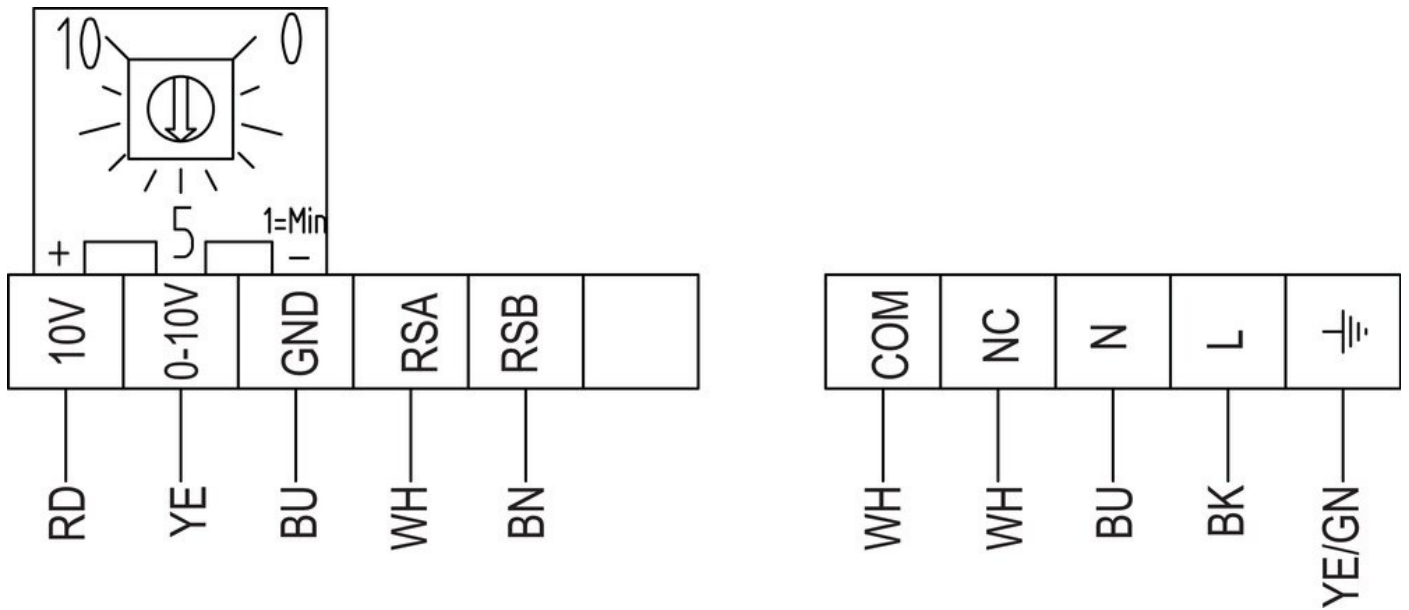 10 0
5 1=Min
+ -
10V 0-10V GND RSA RSB COM NC N L
RD YE BU WH BN WH WH BU BK YE/GN